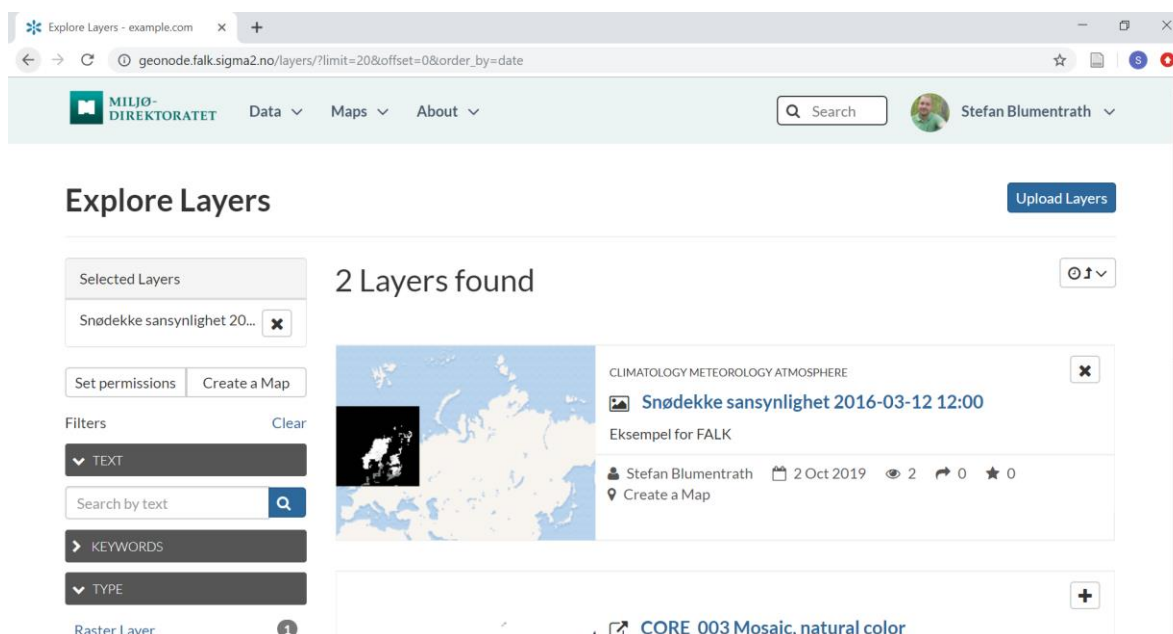 Explore Layers - example.com
geonode.falk.sigma2.no/layers/?limit=20&offset=0&order_by=date
S
MILJØ-
DIREKTORATET
Data
Maps
About
Search
Stefan Blumentrath
Explore Layers
Upload Layers
Selected Layers
Snødekke sansynlighet 20...
Set permissions
Create a Map
Filters
Clear
TEXT
Search by text
KEYWORDS
TYPE
Raster Layer
1
2 Layers found
CLIMATOLOGY METEOROLOGY ATMOSPHERE
Snødekke sansynlighet 2016-03-12 12:00
Eksempel for FALK
Stefan Blumentrath 2 Oct 2019 2 0 0
Create a Map
CORE_003 Mosaic, natural color